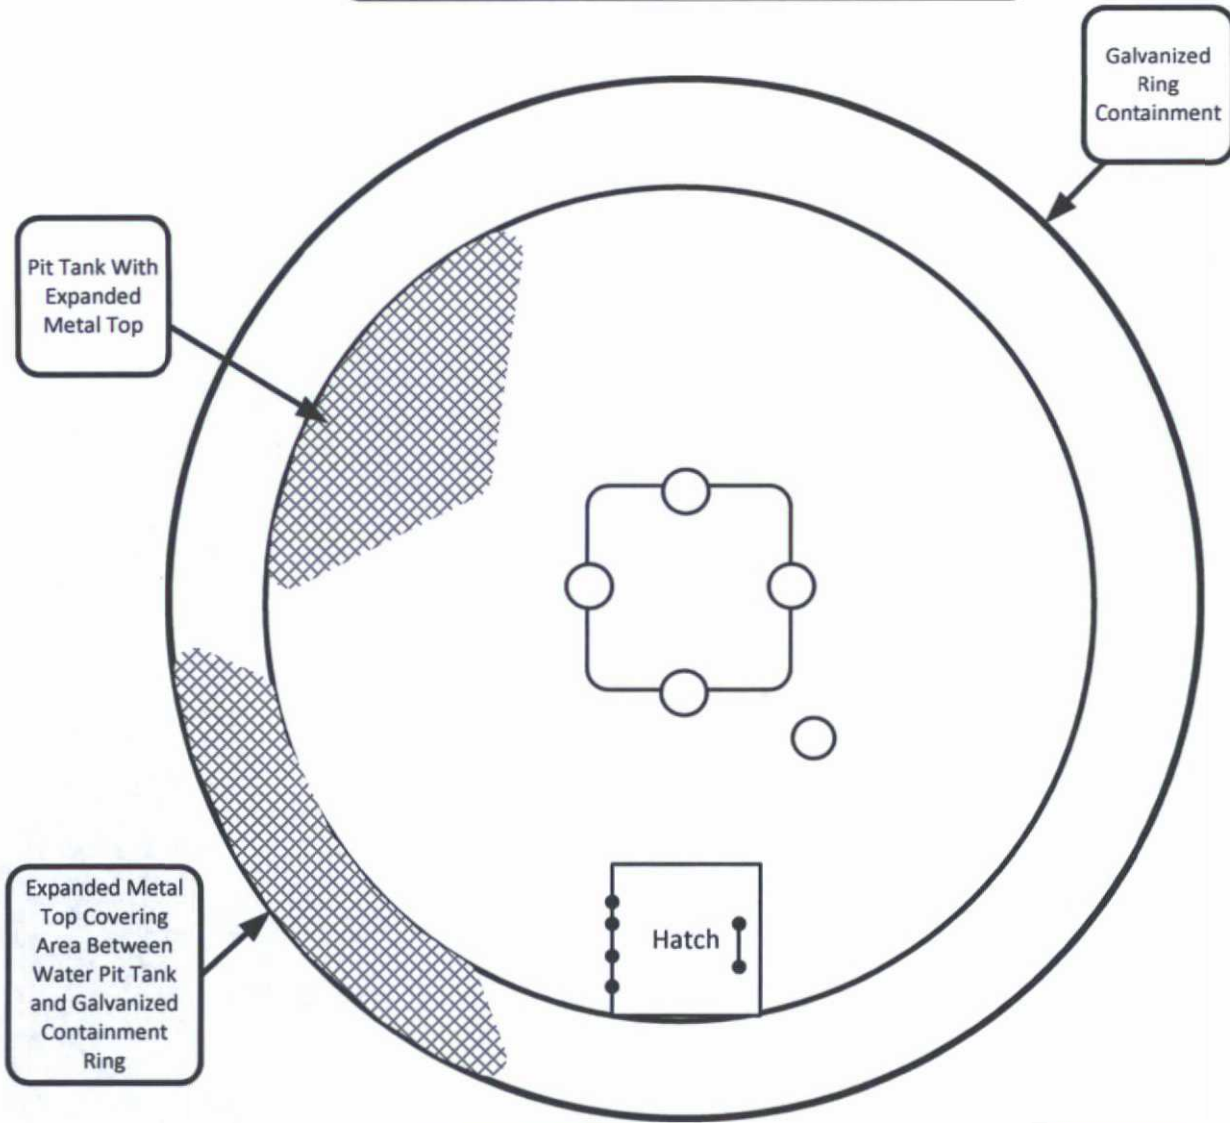 Galvanized
Ring
Containment
Pit Tank With
Expanded
Metal Top
Expanded Metal
Top Covering
Area Between
Water Pit Tank
and Galvanized
Containment
Ring
Hatch